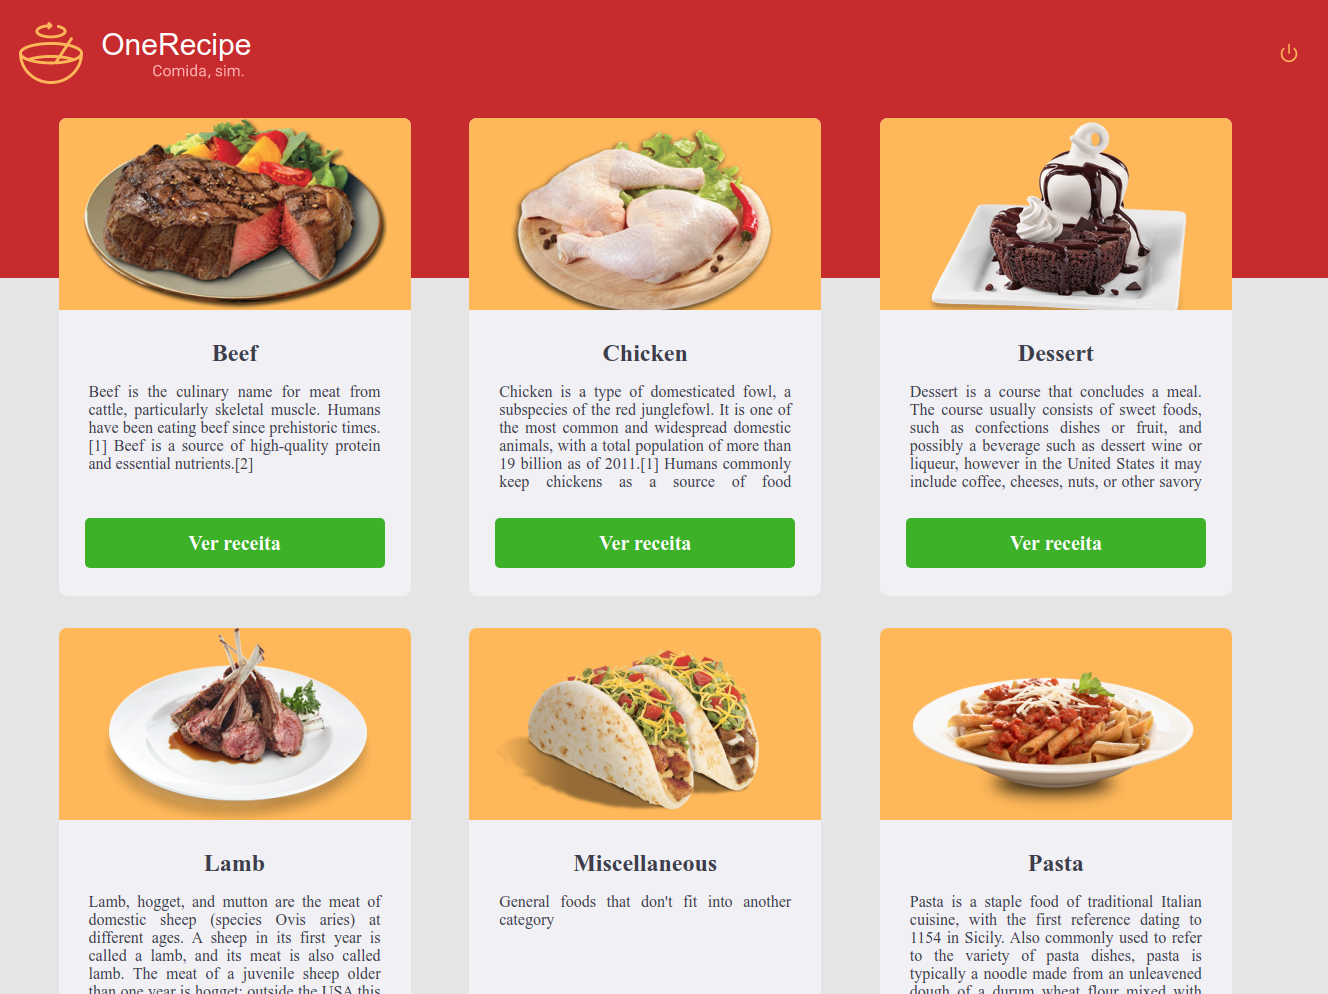 OneRecipe
Comida, sim.
Beef
Beef is the culinary name for meat from
cattle, particularly skeletal muscle. Humans
have been eating beef since prehistoric times.
[1] Beef is a source of high-quality protein
and essential nutrients.[2]
Ver receita
Chicken
Chicken is a type of domesticated fowl, a
subspecies of the red junglefowl. It is one of
the most common and widespread domestic
animals, with a total population of more than
19 billion as of 2011.[1] Humans commonly
keep chickens as a source of food
Ver receita
Dessert
Dessert is a course that concludes a meal.
The course usually consists of sweet foods,
such as confections dishes or fruit, and
possibly a beverage such as dessert wine or
liqueur, however in the United States it may
include coffee, cheeses, nuts, or other savory
Ver receita
Lamb
Lamb, hogget, and mutton are the meat of
domestic sheep (species Ovis aries) at
different ages. A sheep in its first year is
called a lamb, and its meat is also called
lamb. The meat of a juvenile sheep older
than one year is hogget; outside the USA this
Miscellaneous
General foods that don't fit into another
category
Pasta
Pasta is a staple food of traditional Italian
cuisine, with the first reference dating to
1154 in Sicily. Also commonly used to refer
to the variety of pasta dishes, pasta is
typically a noodle made from an unleavened
dough of a durum wheat flour mixed with